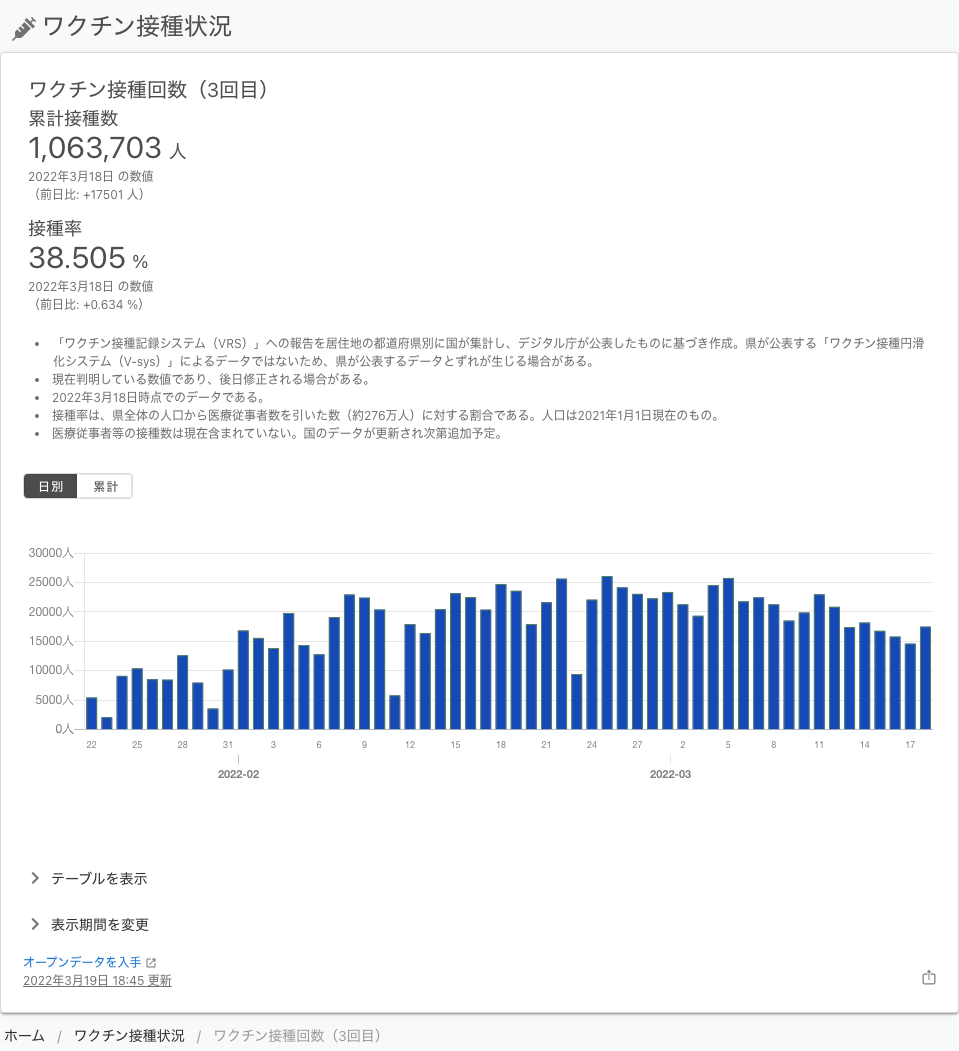 ワクチン接種状況
ワクチン接種回数（3回目）
累計接種数
1,063,703 人
2022年3月18日 の数値
（前日比: +17501 人）
接種率
38.505 %
2022年3月18日 の数値
（前日比: +0.634 %）
• 「ワクチン接種記録システム（VRS）」への報告を居住地の都道府県別に国が集計し、デジタル庁が公表したものに基づき作成。県が公表する「ワクチン接種円滑
化システム（V-sys）」によるデータではないため、県が公表するデータとずれが生じる場合がある。
• 現在判明している数値であり、後日修正される場合がある。
• 2022年3月18日時点でのデータである。
• 接種率は、県全体の人口から医療従事者数を引いた数（約276万人）に対する割合である。人口は2021年1月1日現在のもの。
• 医療従事者等の接種数は現在含まれていない。国のデータが更新され次第追加予定。
日別 累計
30000人
25000人
20000人
15000人
10000人
5000人
0人
22 25 28 31 3 6 9 12 15 18 21 24 27 2 5 8 11 14 17
2022-02 2022-03
テーブルを表示
表示期間を変更
オープンデータを入手
2022年3月19日 18:45 更新
ホーム / ワクチン接種状況 / ワクチン接種回数（3回目）